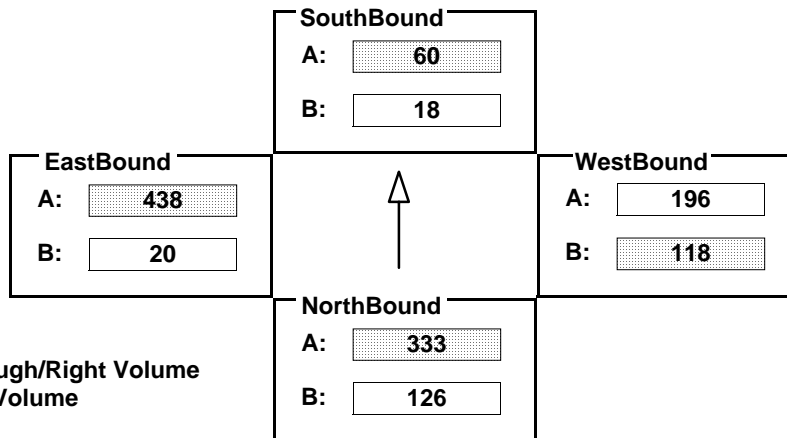 SouthBound
A: 60
B: 18
EastBound
A: 438
B: 20
WestBound
A: 196
B: 118
NorthBound
A: 333
B: 126
ugh/Right Volume
Volume